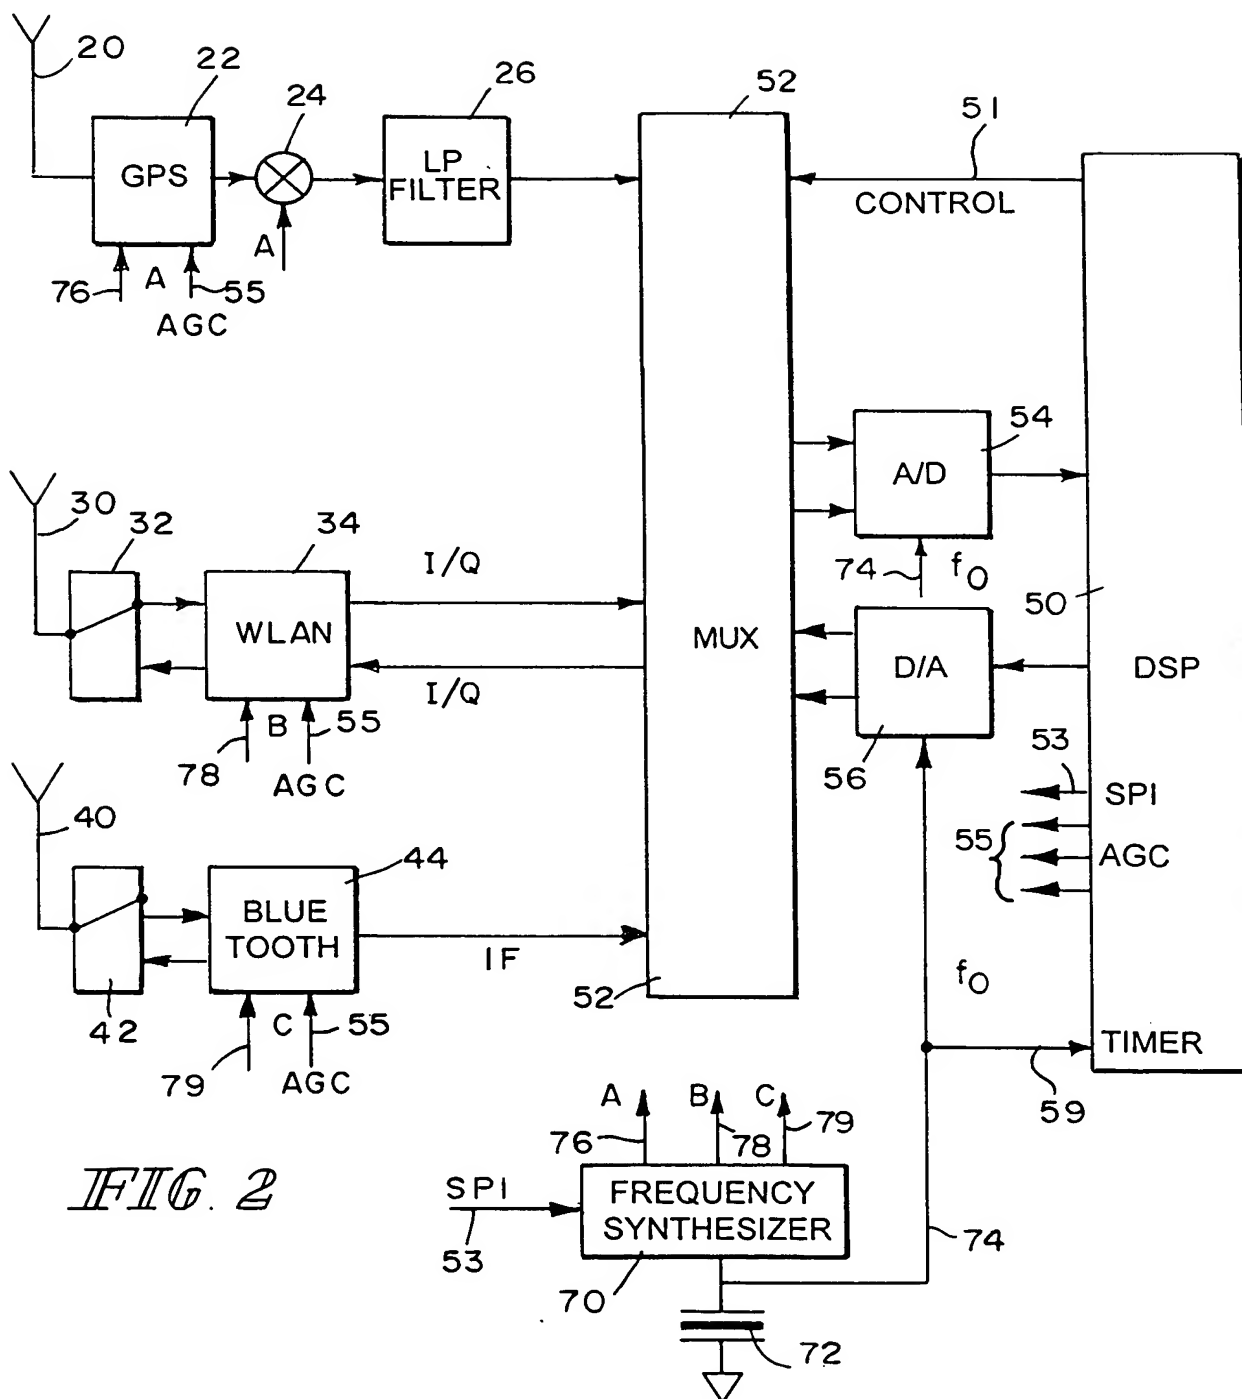 20
22
24
26
52
51
GPS
LP
FILTER
CONTROL
A
76
A
55
AGC
54
A/D
30
32
34
I/Q
74
fO
50
WLAN
MUX
D/A
DSP
I/Q
B
55
78
AGC
56
53
SPI
40
44
55
AGC
BLUE
TOOTH
IF
52
fO
42
C
55
79
AGC
TIMER
59
A
B
C
79
76
78
FIG. 2
SPI
53
FREQUENCY
SYNTHESIZER
74
70
72